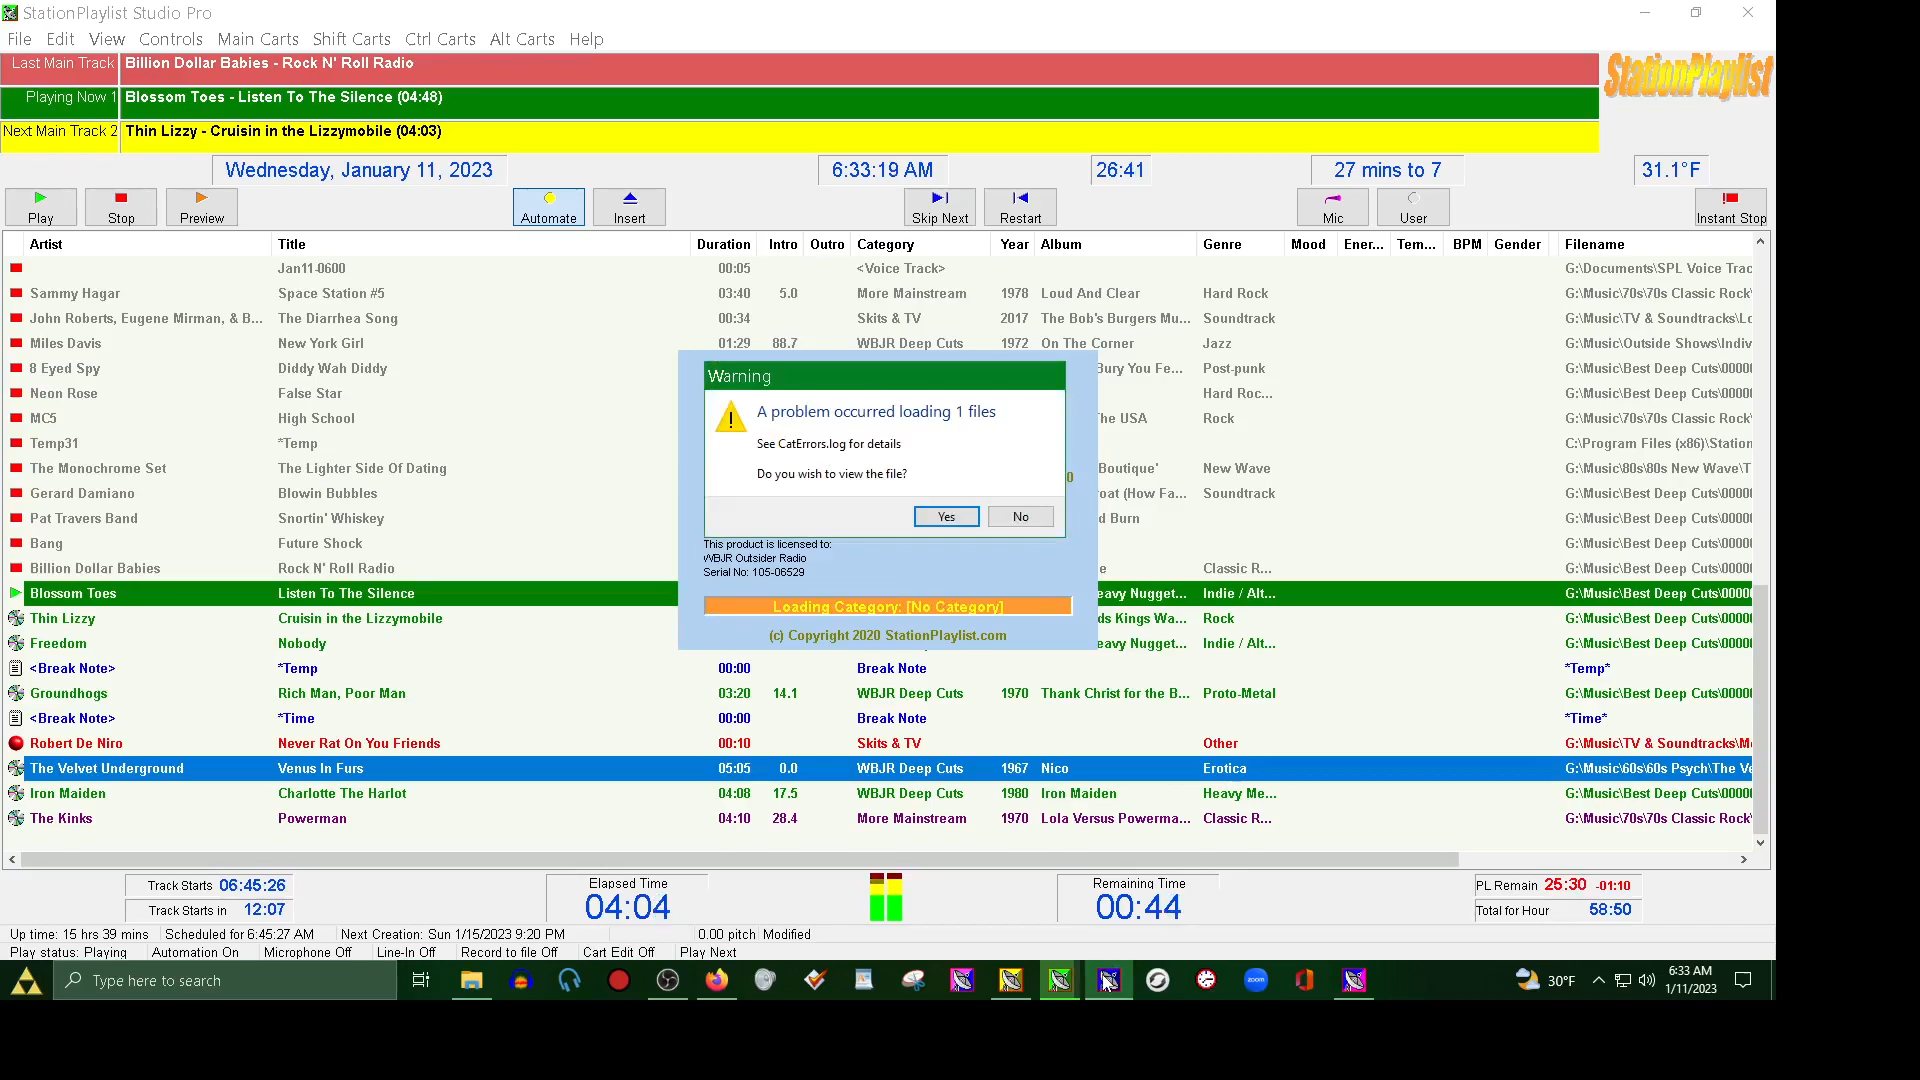 StationPlaylist Studio Pro
File Edit View Controls Main Carts Shift Carts Ctrl Carts Alt Carts Help
Last Main Track Billion Dollar Babies - Rock N' Roll Radio
StationPlaylist
Playing Now 1 Blossom Toes - Listen To The Silence (04:48)
Next Main Track 2 Thin Lizzy - Cruisin in the Lizzymobile (04:03)
Wednesday, January 11, 2023 6:33:19 AM 26:41 27 mins to 7 31.1°F
Play Stop Preview Automate Insert Skip Next Restart Mic User Instant Stop
Artist Title Duration Intro Outro Category Year Album Genre Mood Ener... Tem... BPM Gender Filename
Jan11-0600 00:05 <Voice Track> G:\Documents\SPL Voice Trac
Sammy Hagar Space Station #5 03:40 5.0 More Mainstream 1978 Loud And Clear Hard Rock G:\Music\70s\70s Classic Rock\
John Roberts, Eugene Mirman, & B... The Diarrhea Song 00:34 Skits & TV 2017 The Bob's Burgers Mu... Soundtrack G:\Music\TV & Soundtracks\Lo
Miles Davis New York Girl 01:29 88.7 WBJR Deep Cuts 1972 On The Corner Jazz G:\Music\Outside Shows\Indiv
8 Eyed Spy Diddy Wah Diddy Bury You Fe... Post-punk G:\Music\Best Deep Cuts\0000
Neon Rose False Star Hard Roc... G:\Music\Best Deep Cuts\0000
MC5 High School The USA Rock G:\Music\70s\70s Classic Rock\
Temp31 *Temp C:\Program Files (x86)\Station
The Monochrome Set The Lighter Side Of Dating Boutique' New Wave G:\Music\80s\80s New Wave\T
Gerard Damiano Blowin Bubbles oat (How Fa... Soundtrack G:\Music\Best Deep Cuts\0000
Pat Travers Band Snortin' Whiskey d Burn G:\Music\Best Deep Cuts\0000
Bang Future Shock G:\Music\Best Deep Cuts\0000
Billion Dollar Babies Rock N' Roll Radio e Classic R... G:\Music\Best Deep Cuts\0000
Blossom Toes Listen To The Silence eavy Nugget... Indie / Alt... G:\Music\Best Deep Cuts\0000
Thin Lizzy Cruisin in the Lizzymobile ds Kings Wa... Rock G:\Music\Best Deep Cuts\0000
Freedom Nobody eavy Nugget... Indie / Alt... G:\Music\Best Deep Cuts\0000
<Break Note> *Temp 00:00 Break Note *Temp*
Groundhogs Rich Man, Poor Man 03:20 14.1 WBJR Deep Cuts 1970 Thank Christ for the B... Proto-Metal G:\Music\Best Deep Cuts\0000
<Break Note> *Time 00:00 Break Note *Time*
Robert De Niro Never Rat On You Friends 00:10 Skits & TV Other G:\Music\TV & Soundtracks\M
The Velvet Underground Venus In Furs 05:05 0.0 WBJR Deep Cuts 1967 Nico Erotica G:\Music\60s\60s Psych\The Ve
Iron Maiden Charlotte The Harlot 04:08 17.5 WBJR Deep Cuts 1980 Iron Maiden Heavy Me... G:\Music\Best Deep Cuts\0000
The Kinks Powerman 04:10 28.4 More Mainstream 1970 Lola Versus Powerma... Classic R... G:\Music\70s\70s Classic Rock\
Warning
A problem occurred loading 1 files
See CatErrors.log for details
Do you wish to view the file?
Yes No
0
This product is licensed to:
WBJR Outsider Radio
Serial No: 105-06529
Loading Category: [No Category]
(c) Copyright 2020 StationPlaylist.com
Track Starts 06:45:26
Track Starts in 12:07
Elapsed Time
04:04
Remaining Time
00:44
PL Remain 25:30 -01:10
Total for Hour 58:50
Up time: 15 hrs 39 mins Scheduled for 6:45:27 AM Next Creation: Sun 1/15/2023 9:20 PM 0.00 pitch Modified
Play status: Playing Automation On Microphone Off Line-In Off Record to file Off Cart Edit Off Play Next
Type here to search
zoom
30°F
6:33 AM
1/11/2023